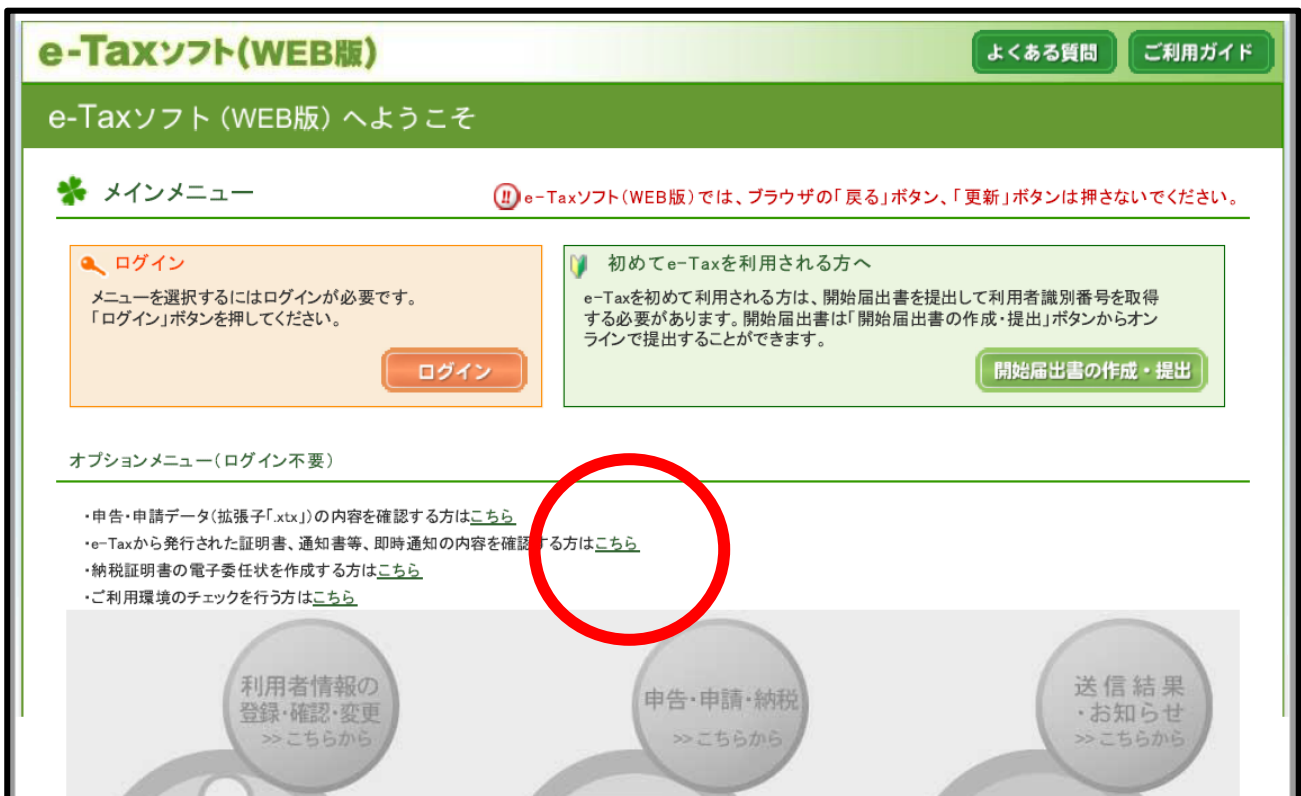 e-Taxソフト(WEB版)
よくある質問
ご利用ガイド
e-Taxソフト(WEB版)へようこそ
メインメニュー
!!
e-Taxソフト(WEB版)では、ブラウザの「戻る」ボタン、「更新」ボタンは押さないでください。
ログイン
メニューを選択するにはログインが必要です。
「ログイン」ボタンを押してください。
ログイン
初めてe-Taxを利用される方へ
e-Taxを初めて利用される方は、開始届出書を提出して利用者識別番号を取得
する必要があります。開始届出書は「開始届出書の作成・提出」ボタンからオン
ラインで提出することができます。
開始届出書の作成・提出
オプションメニュー(ログイン不要)
・申告・申請データ(拡張子「.xtx」)の内容を確認する方はこちら
・e-Taxから発行された証明書、通知書等、即時通知の内容を確認する方はこちら
・納税証明書の電子委任状を作成する方はこちら
・ご利用環境のチェックを行う方はこちら
利用者情報の
登録・確認・変更
>>こちらから
申告・申請・納税
>>こちらから
送信結果
・お知らせ
>>こちらから